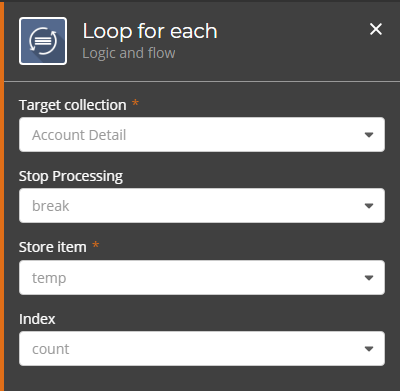 Loop for each
Logic and flow
Target collection *
Account Detail
Stop Processing
break
Store item *
temp
Index
count